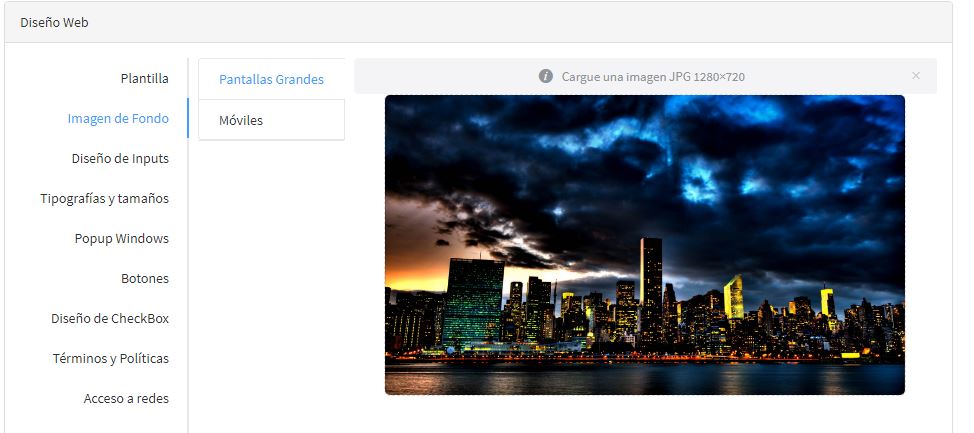 Diseño Web
Plantilla
Imagen de Fondo
Diseño de Inputs
Tipografías y tamaños
Popup Windows
Botones
Diseño de CheckBox
Términos y Políticas
Acceso a redes
Pantallas Grandes
Móviles
Cargue una imagen JPG 1280×720